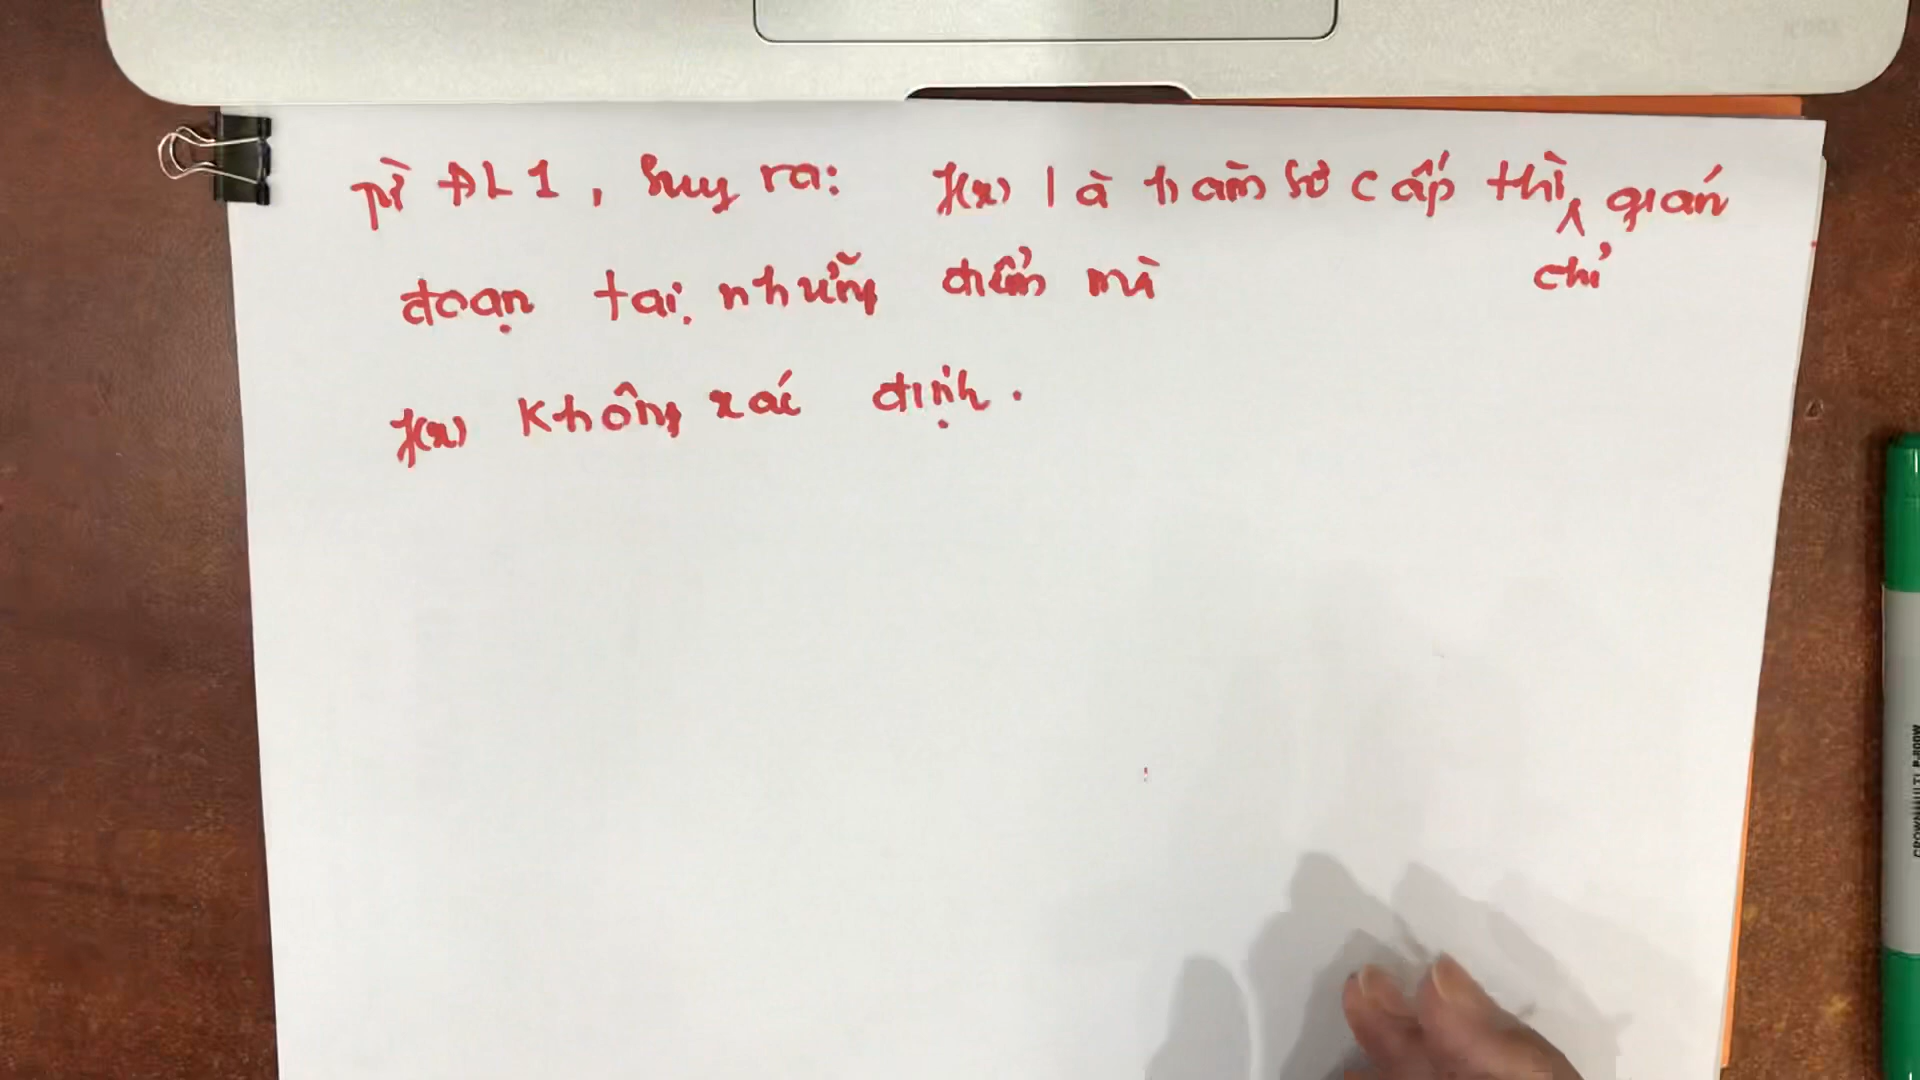 Từ ĐL 1, suy ra: f(x) là hàm sơ cấp thì chỉ gián
đoạn tại những điểm mà
f(x) không xác định.